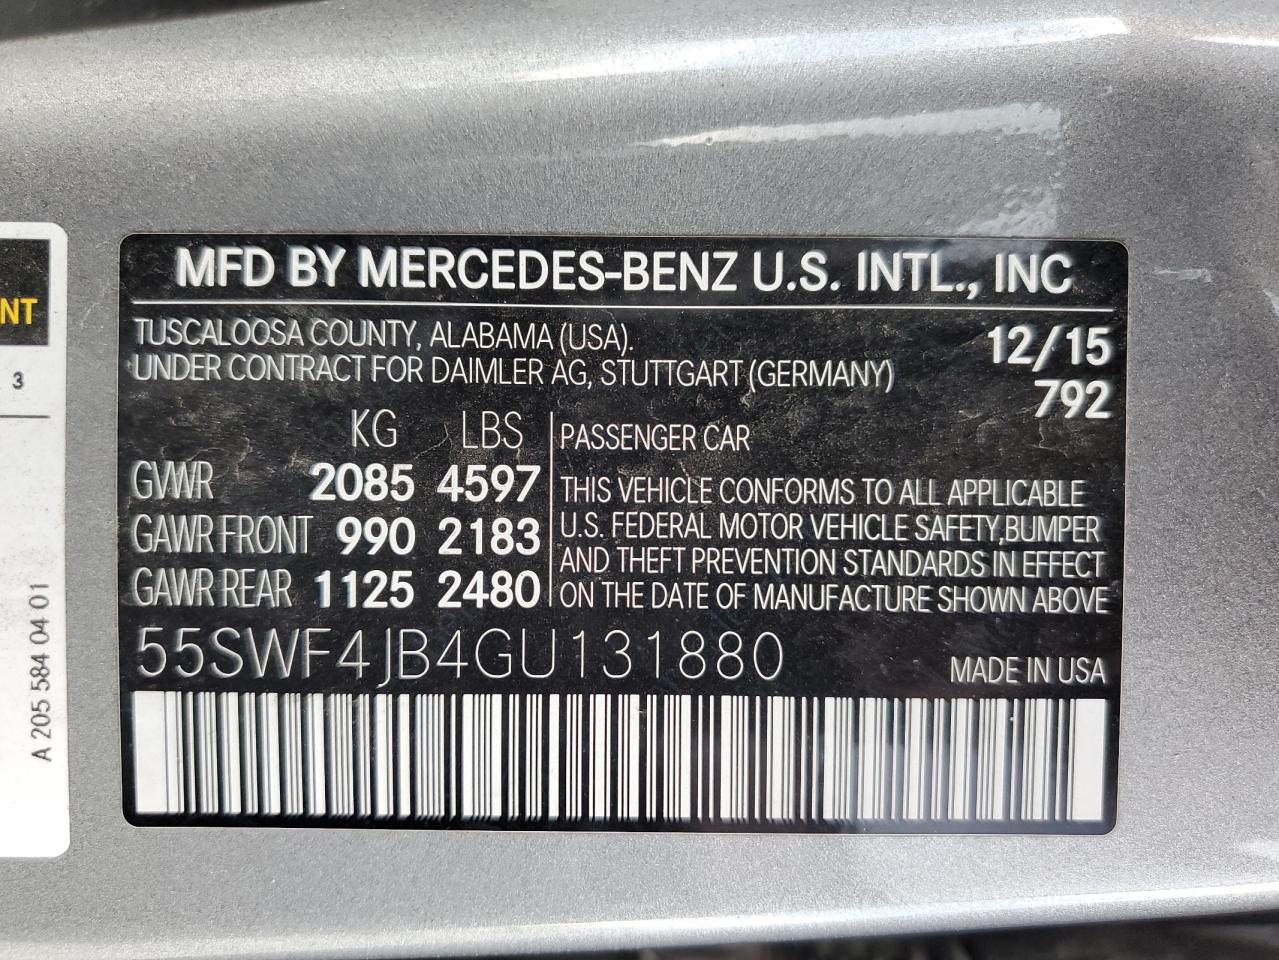 MFD BY MERCEDES-BENZ U.S. INTL., INC
TUSCALOOSA COUNTY, ALABAMA (USA). 12/15
UNDER CONTRACT FOR DAIMLER AG, STUTTGART (GERMANY)
792
KG LBS
GVWR 2085 4597
GAWR FRONT 990 2183
GAWR REAR 1125 2480
PASSENGER CAR
THIS VEHICLE CONFORMS TO ALL APPLICABLE
U.S. FEDERAL MOTOR VEHICLE SAFETY,BUMPER
AND THEFT PREVENTION STANDARDS IN EFFECT
ON THE DATE OF MANUFACTURE SHOWN ABOVE
55SWF4JB4GU131880 MADE IN USA
NT
3
A 205 584 04 01